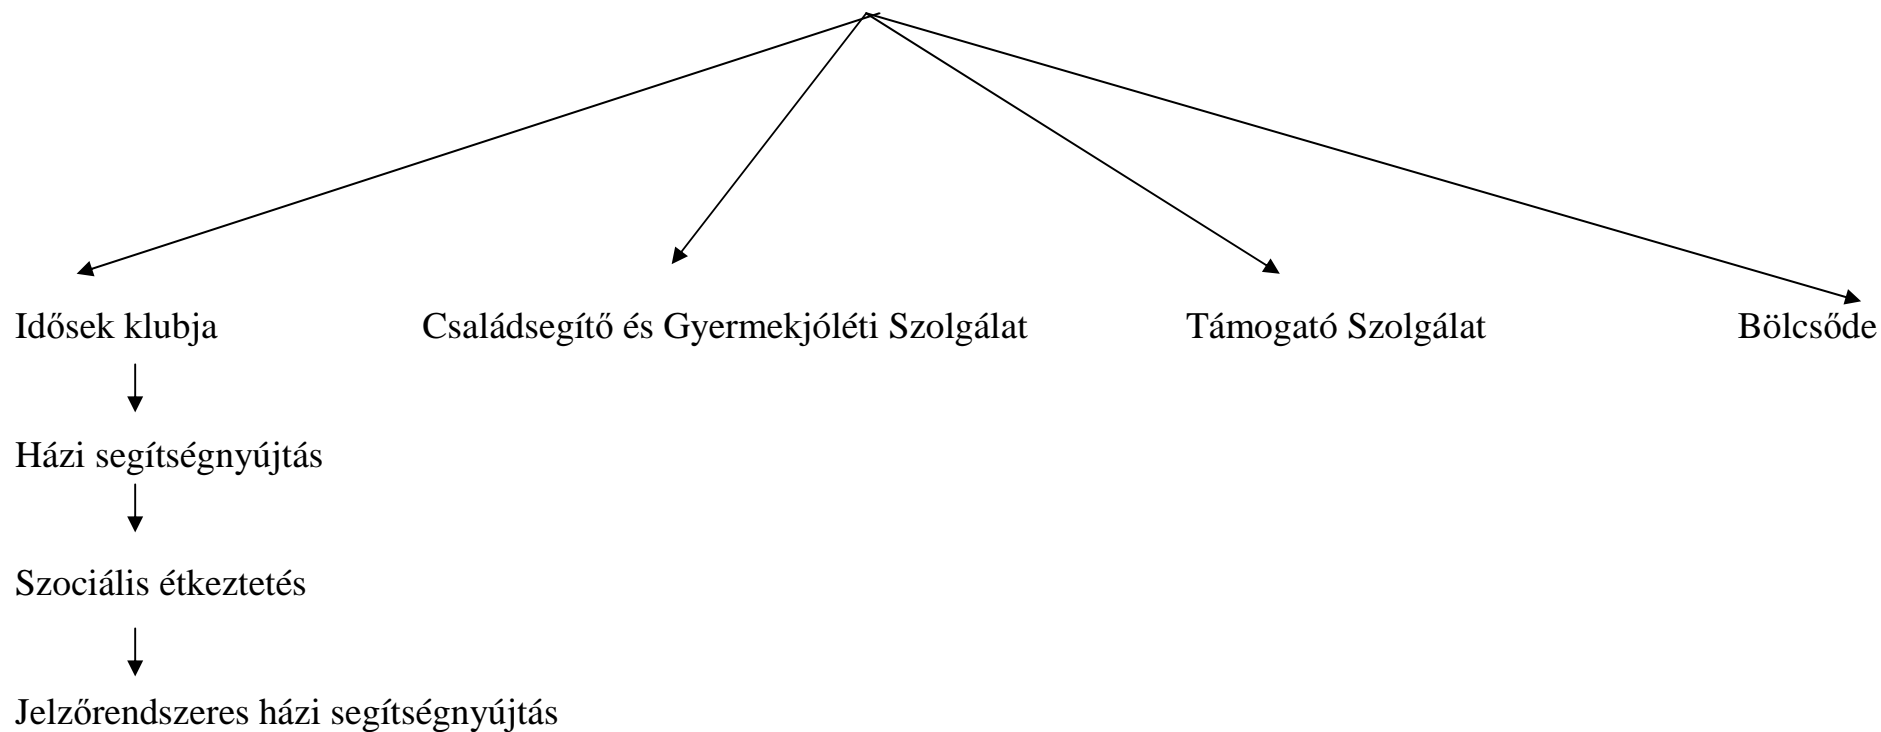 Idősek klubja Családsegítő és Gyermekjóléti Szolgálat Támogató Szolgálat Bölcsőde
Házi segítségnyújtás
Szociális étkeztetés
Jelzőrendszeres házi segítségnyújtás